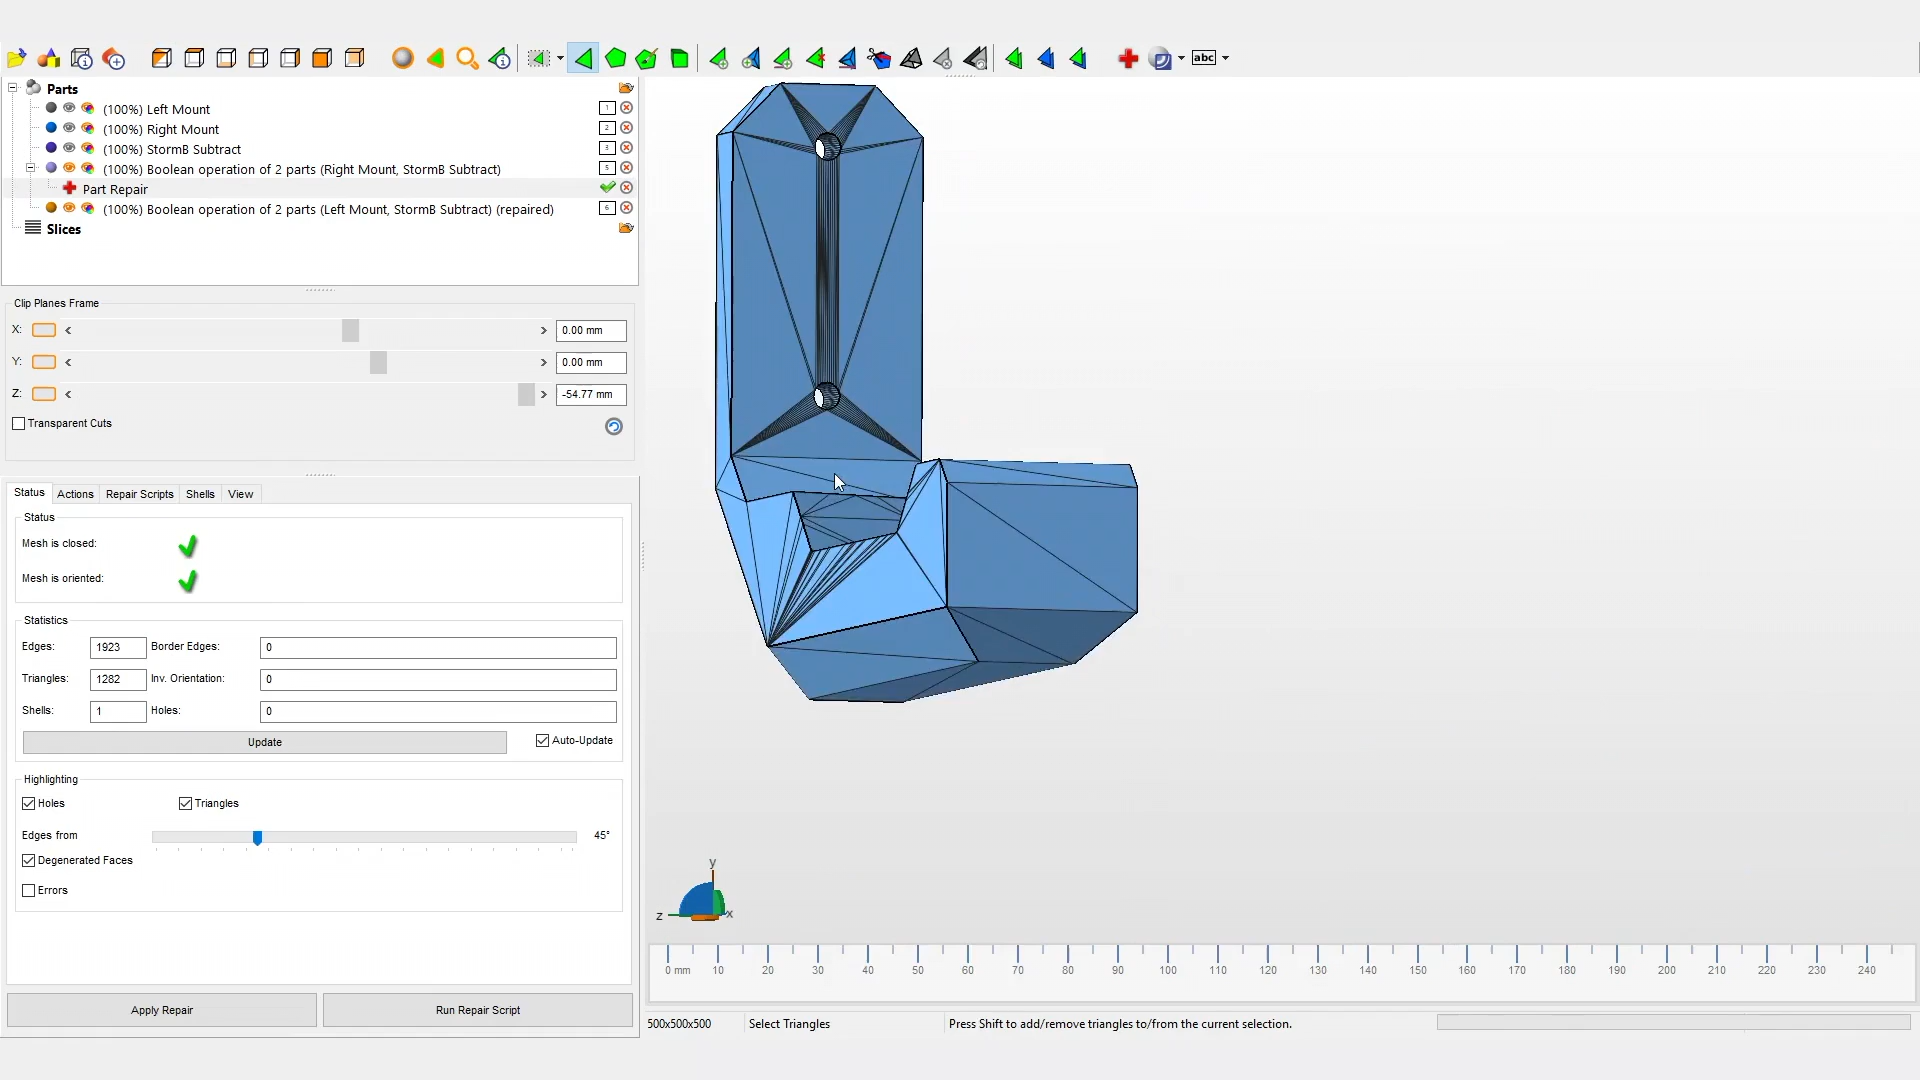 abc
Parts
(100%) Left Mount 1
(100%) Right Mount 2
(100%) StormB Subtract 3
(100%) Boolean operation of 2 parts (Right Mount, StormB Subtract) 5
Part Repair
(100%) Boolean operation of 2 parts (Left Mount, StormB Subtract) (repaired) 6
Slices
Clip Planes Frame
X: < > 0.00 mm
Y: < > 0.00 mm
Z: < > -54.77 mm
Transparent Cuts
Status Actions Repair Scripts Shells View
Status
Mesh is closed:
Mesh is oriented:
Statistics
Edges: 1923 Border Edges: 0
Triangles: 1282 Inv. Orientation: 0
Shells: 1 Holes: 0
Update Auto-Update
Highlighting
Holes Triangles
Edges from 45°
Degenerated Faces
Errors
Apply Repair Run Repair Script
y
z x
0 mm 10 20 30 40 50 60 70 80 90 100 110 120 130 140 150 160 170 180 190 200 210 220 230 240
500x500x500 Select Triangles Press Shift to add/remove triangles to/from the current selection.